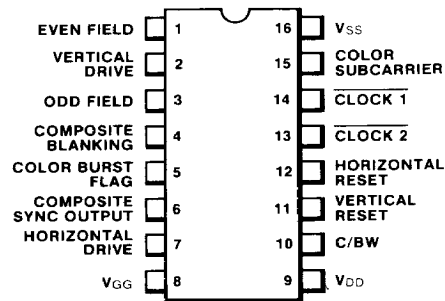 EVEN FIELD 1 16 VSS
VERTICAL DRIVE 2 15 COLOR SUBCARRIER
ODD FIELD 3 14 CLOCK 1
COMPOSITE BLANKING 4 13 CLOCK 2
COLOR BURST FLAG 5 12 HORIZONTAL RESET
COMPOSITE SYNC OUTPUT 6 11 VERTICAL RESET
HORIZONTAL DRIVE 7 10 C/BW
VGG 8 9 VDD